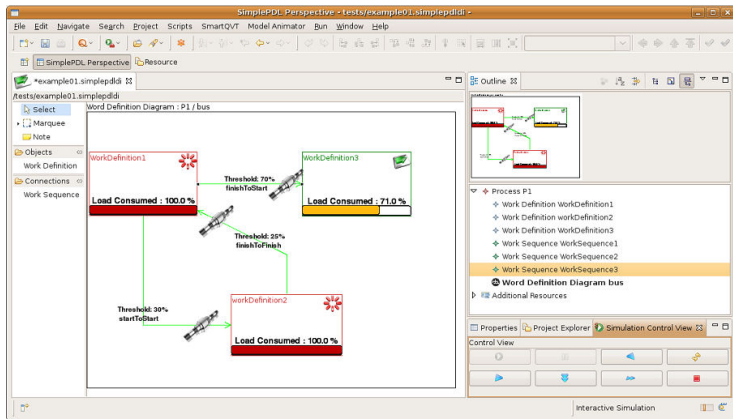 SimplePDL Perspective - tests/example01.simplepdldi -
File Edit Navigate Search Project Scripts SmartQVT Model Animator Run Window Help
SimplePDL Perspective Resource
*example01.simplepdldi
/tests/example01.simplepdldi
Select
Marquee
Note
Objects
Work Definition
Connections
Work Sequence
Word Definition Diagram : P1 / bus
WorkDefinition1
Load Consumed : 100.0 %
Threshold: 70%
finishToStart
WorkDefinition3
Load Consumed : 71.0 %
Threshold: 25%
finishToFinish
Threshold: 30%
startToStart
workDefinition2
Load Consumed : 100.0 %
Outline
Process P1
Work Definition WorkDefinition1
Work Definition workDefinition2
Work Definition WorkDefinition3
Work Sequence WorkSequence1
Work Sequence WorkSequence2
Work Sequence WorkSequence3
Word Definition Diagram bus
Additional Resources
Properties Project Explorer Simulation Control View
Control View
Interactive Simulation